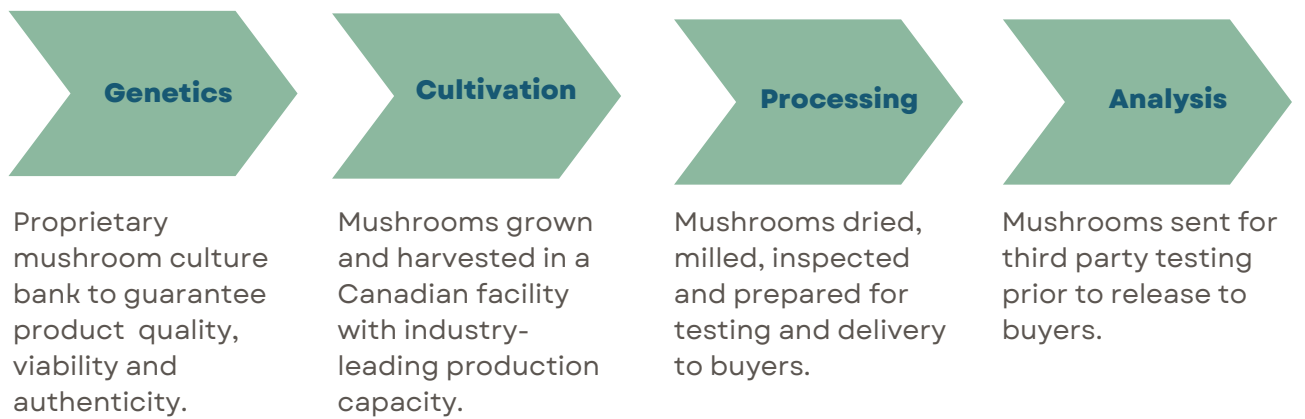 Genetics
Proprietary
mushroom culture
bank to guarantee
product  quality,
viability and
authenticity.
Cultivation
Mushrooms grown
and harvested in a
Canadian facility
with industry-
leading production
capacity.
Processing
Mushrooms dried,
milled, inspected
and prepared for
testing and delivery
to buyers.
Analysis
Mushrooms sent for
third party testing
prior to release to
buyers.